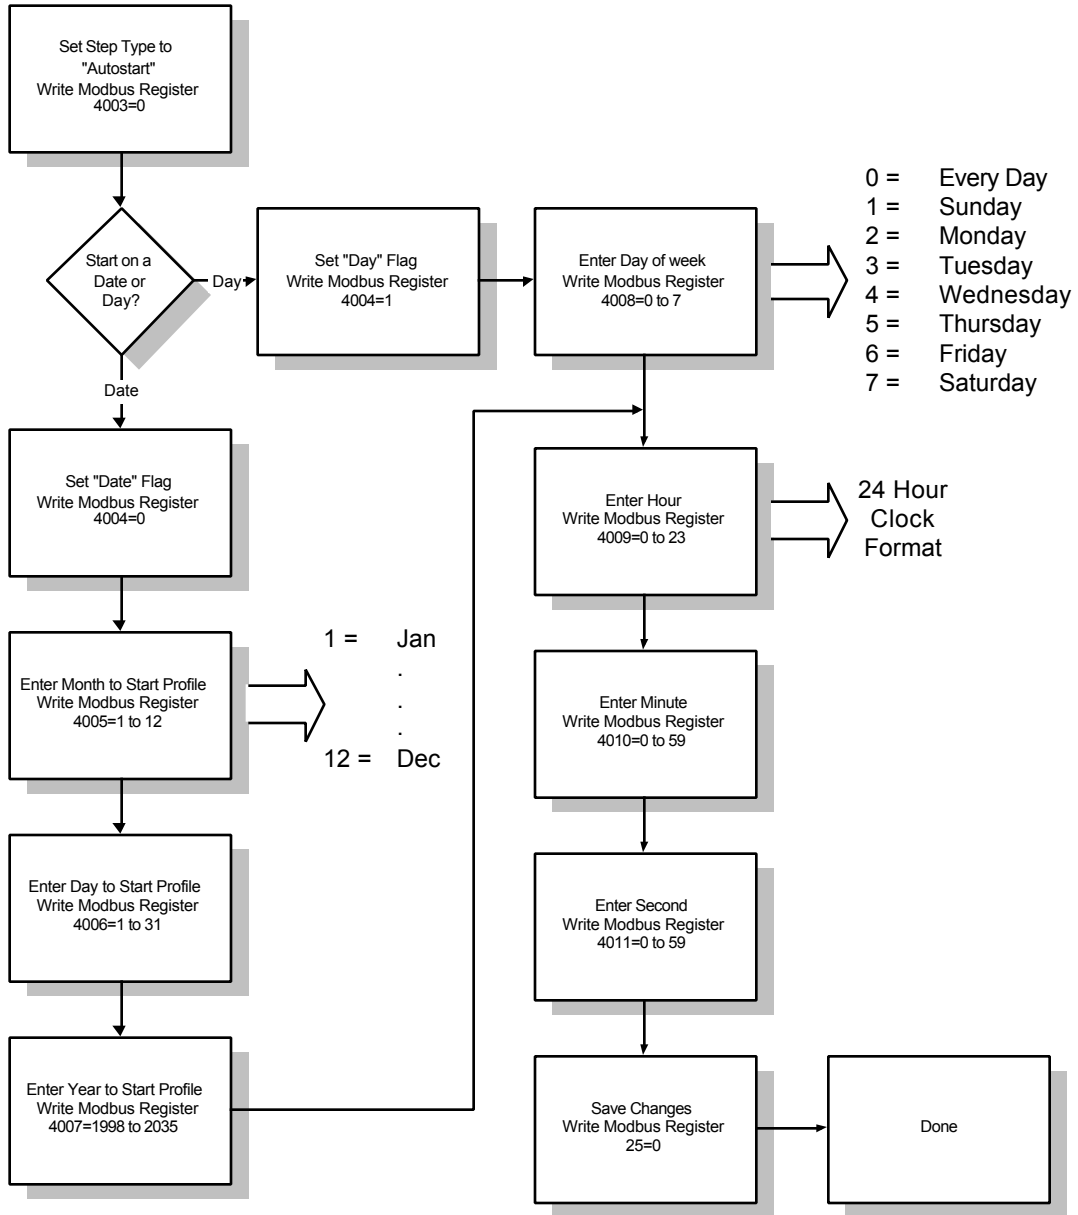 Set Step Type to
"Autostart"
Write Modbus Register
4003=0
Start on a
Date or
Day?
Day
Set "Day" Flag
Write Modbus Register
4004=1
Enter Day of week
Write Modbus Register
4008=0 to 7
0 = Every Day
1 = Sunday
2 = Monday
3 = Tuesday
4 = Wednesday
5 = Thursday
6 = Friday
7 = Saturday
Date
Set "Date" Flag
Write Modbus Register
4004=0
Enter Month to Start Profile
Write Modbus Register
4005=1 to 12
1 = Jan
.
.
.
12 = Dec
Enter Day to Start Profile
Write Modbus Register
4006=1 to 31
Enter Year to Start Profile
Write Modbus Register
4007=1998 to 2035
Enter Hour
Write Modbus Register
4009=0 to 23
24 Hour
Clock
Format
Enter Minute
Write Modbus Register
4010=0 to 59
Enter Second
Write Modbus Register
4011=0 to 59
Save Changes
Write Modbus Register
25=0
Done